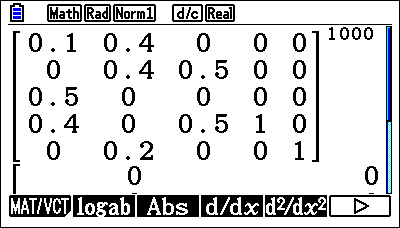 Math Rad Norm1 d/c Real
0.1 0.4 0 0 0 1000
0 0.4 0.5 0 0
0.5 0 0 0 0
0.4 0 0.5 1 0
0 0.2 0 0 1
0 0
MAT/VCT logab Abs d/dx d²/dx² ▷